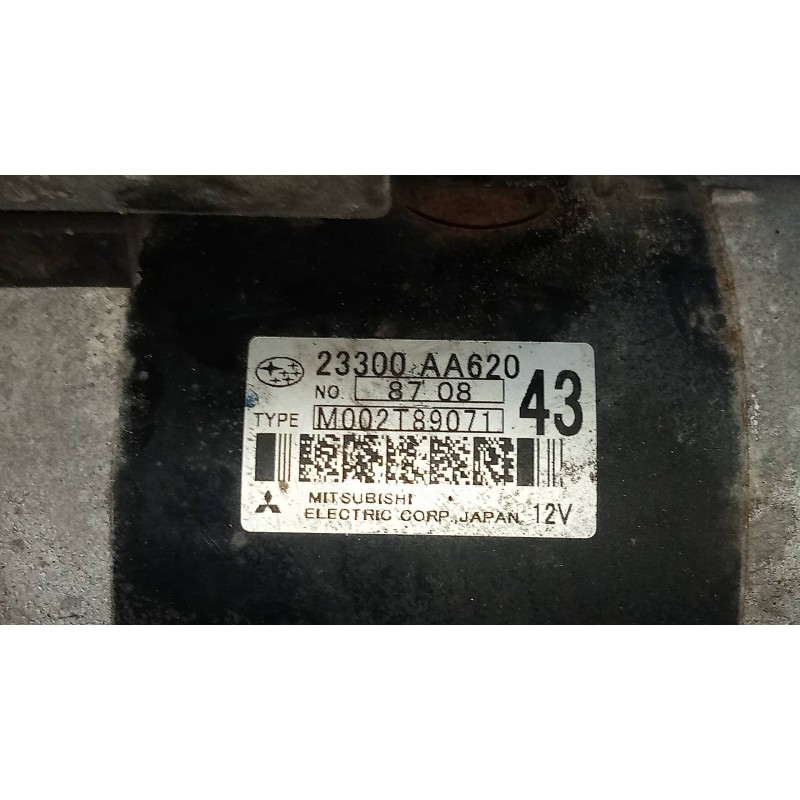 23300 AA620
NO. 87 08
43
TYPE M002T89071
MITSUBISHI
ELECTRIC CORP. JAPAN 12V